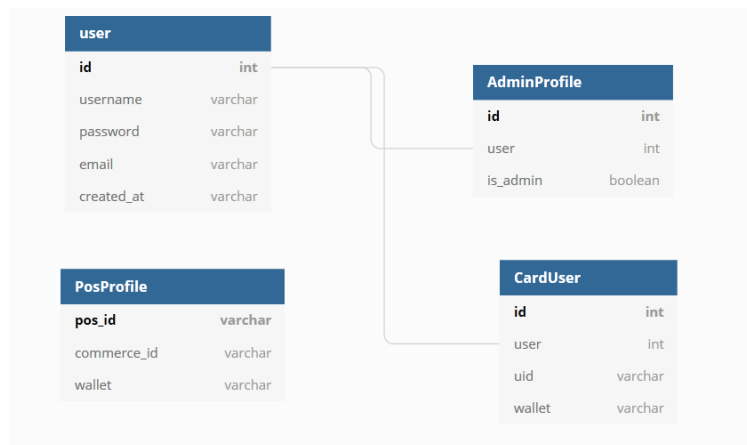 user
id int
username varchar
password varchar
email varchar
created_at varchar
AdminProfile
id int
user int
is_admin boolean
PosProfile
pos_id varchar
commerce_id varchar
wallet varchar
CardUser
id int
user int
uid varchar
wallet varchar